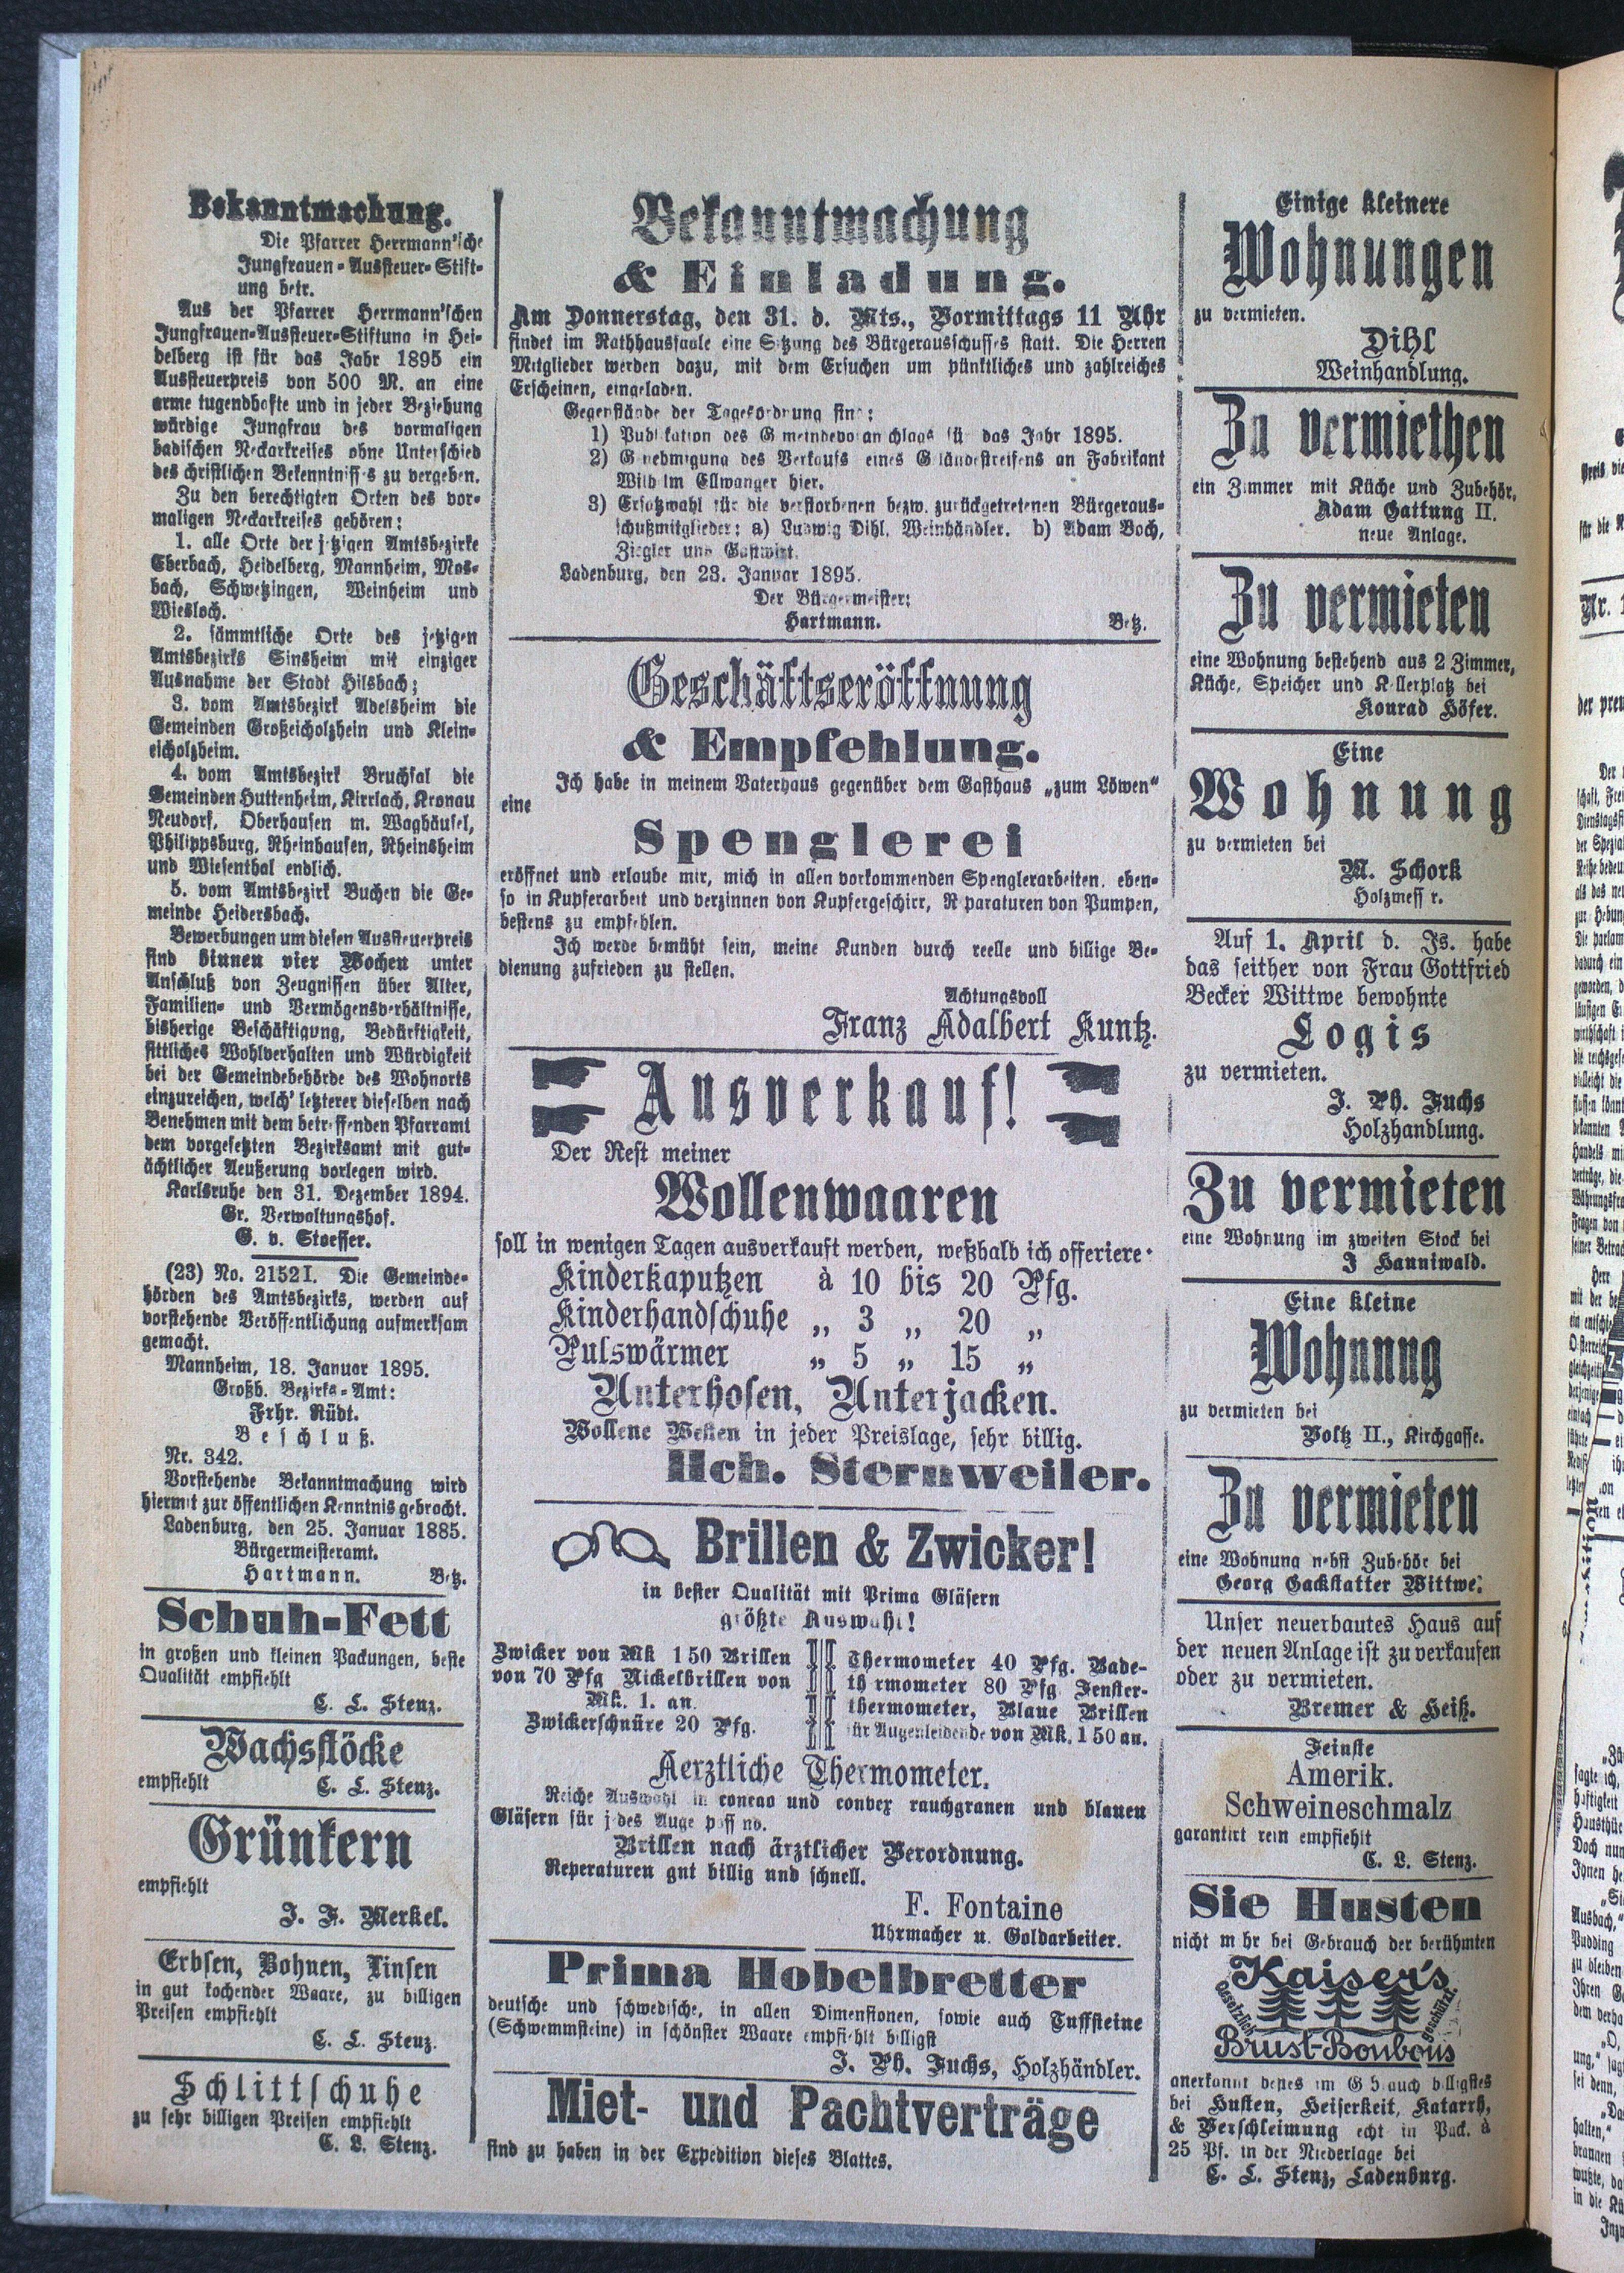 Bekanntmachung.
Die Pfarrer Herrmann'sche
Jungfrauen-Aussteuer-Stift-
ung betr.
Aus der Pfarrer Herrmann'schen
Jungfrauen-Aussteuer-Stiftung in Hei-
delberg ist für das Jahr 1895 ein
Aussteuerpreis von 500 M. an eine
arme tugendhafte und in jeder Beziehung
würdige Jungfrau des vormaligen
badischen Neckarkreises ohne Unterschied
des christlichen Bekenntnisses zu vergeben.
Zu den berechtigten Orten des vor-
maligen Neckarkreises gehören:
1. alle Orte der jetzigen Amtsbezirke
Eberbach, Heidelberg, Mannheim, Mos-
bach, Schwetzingen, Weinheim und
Wiesloch.
2. sämmtliche Orte des jetzigen
Amtsbezirks Sinsheim mit einziger
Ausnahme der Stadt Hilsbach;
3. vom Amtsbezirk Adelsheim die
Gemeinden Großeicholzhein und Klein-
eicholzheim.
4. vom Amtsbezirk Bruchsal die
Gemeinden Huttenheim, Kirrlach, Kronau
Neudorf, Oberhausen m. Waghäusel,
Philippsburg, Rheinhausen, Rheinsheim
und Wiesenthal endlich.
5. vom Amtsbezirk Buchen die Ge-
meinde Heidersbach.
Bewerbungen um diesen Aussteuerpreis
sind binnen vier Wochen unter
Anschluß von Zeugnissen über Alter,
Familien- und Vermögensverhältnisse,
bisherige Beschäftigung, Bedürftigkeit,
sittliches Wohlverhalten und Würdigkeit
bei der Gemeindebehörde des Wohnorts
einzureichen, welch' letzterer dieselben nach
Benehmen mit dem betreffenden Pfarramt
dem vorgesetzten Bezirksamt mit gut-
ächtlicher Aeußerung vorlegen wird.
Karlsruhe den 31. Dezember 1894.
Gr. Verwaltungshof.
G. v. Stoesser.
(23) No. 2152I. Die Gemeinde-
hörden des Amtsbezirks, werden auf
vorstehende Veröffentlichung aufmerksam
gemacht.
Mannheim, 18. Januar 1895.
Großh. Bezirks-Amt:
Frhr. Rüdt.
Beschluß.
Nr. 342.
Vorstehende Bekanntmachung wird
hiermit zur öffentlichen Kenntnis gebracht.
Ladenburg, den 25. Januar 1885.
Bürgermeisteramt.
Hartmann. Betz.
Schuh-Fett
in großen und kleinen Packungen, beste
Qualität empfiehlt
C. L. Stenz.
Wachsstöcke
empfiehlt C. L. Stenz.
Grünkern
empfiehlt
J. F. Merkel.
Erbsen, Bohnen, Linsen
in gut kochender Waare, zu billigen
Preisen empfiehlt
C. L. Stenz.
Schlittschuhe
zu sehr billigen Preisen empfiehlt
C. L. Stenz.
Bekanntmachung
& Einladung.
Am Donnerstag, den 31. d. Mts., Vormittags 11 Uhr
findet im Rathhaussaale eine Sitzung des Bürgerausschusses statt. Die Herren
Mitglieder werden dazu, mit dem Ersuchen um pünktliches und zahlreiches
Erscheinen, eingeladen.
Gegenstände der Tagesordnung sind:
1) Publikation des Gemeindevoranschlags für das Jahr 1895.
2) Genehmigung des Verkaufs eines Geländestreifens an Fabrikant
Wilhelm Ellwanger hier.
3) Ersatzwahl für die verstorbenen bezw. zurückgetretenen Bürgeraus-
schußmitglieder: a) Ludwig Dihl, Weinhändler. b) Adam Boch,
Ziegler und Gastwirt.
Ladenburg, den 23. Januar 1895.
Der Bürgermeister:
Hartmann. Betz.
Geschäftseröffnung
& Empfehlung.
Ich habe in meinem Vaterhaus gegenüber dem Gasthaus „zum Löwen“
eine
Spenglerei
eröffnet und erlaube mir, mich in allen vorkommenden Spenglerarbeiten, eben-
so in Kupferarbeit und verzinnen von Kupfergeschirr, Reparaturen von Pumpen,
bestens zu empfehlen.
Ich werde bemüht sein, meine Kunden durch reelle und billige Be-
dienung zufrieden zu stellen.
Achtungsvoll
Franz Adalbert Kuntz.
Ausverkauf!
Der Rest meiner
Wollenwaaren
soll in wenigen Tagen ausverkauft werden, weßhalb ich offeriere:
Kinderkaputzen à 10 bis 20 Pfg.
Kinderhandschuhe „ 3 „ 20 „
Pulswärmer „ 5 „ 15 „
Unterhosen, Unterjacken.
Wollene Westen in jeder Preislage, sehr billig.
Hch. Sternweiler.
Brillen & Zwicker!
in bester Qualität mit Prima Gläsern
größte Auswahl!
Zwicker von Mk 1 50 Brillen
von 70 Pfg Nickelbrillen von
Mk. 1. an.
Zwickerschnüre 20 Pfg.
Thermometer 40 Pfg. Bade-
thermometer 80 Pfg Fenster-
thermometer, Blaue Brillen
für Augenleidende von Mk. 1 50 an.
Aerztliche Thermometer.
Reiche Auswahl in concav und convex rauchgrauen und blauen
Gläsern für jedes Auge passend.
Brillen nach ärztlicher Verordnung.
Reperaturen gut billig und schnell.
F. Fontaine
Uhrmacher u. Goldarbeiter.
Prima Hobelbretter
deutsche und schwedische, in allen Dimensionen, sowie auch Tuffsteine
(Schwemmsteine) in schönster Waare empfiehlt billigst
J. Ph. Fuchs, Holzhändler.
Miet- und Pachtverträge
sind zu haben in der Expedition dieses Blattes.
Einige kleinere
Wohnungen
zu vermieten.
Dihl
Weinhandlung.
Zu vermiethen
ein Zimmer mit Küche und Zubehör,
Adam Gattung II.
neue Anlage.
Zu vermieten
eine Wohnung bestehend aus 2 Zimmer,
Küche, Speicher und Kellerplatz bei
Konrad Höfer.
Eine
Wohnung
zu vermieten bei
M. Schork
Holzmesser.
Auf 1. April d. Js. habe
das seither von Frau Gottfried
Becker Wittwe bewohnte
Logis
zu vermieten.
J. Ph. Fuchs
Holzhandlung.
Zu vermieten
eine Wohnung im zweiten Stock bei
J Hanniwald.
Eine kleine
Wohnung
zu vermieten bei
Voltz II., Kirchgasse.
Zu vermieten
eine Wohnung nebst Zubehör bei
Georg Gackstatter Wittwe.
Unser neuerbautes Haus auf
der neuen Anlage ist zu verkaufen
oder zu vermieten.
Bremer & Heiß.
Feinste
Amerik.
Schweineschmalz
garantirt rein empfiehlt
C. L. Stenz.
Sie Husten
nicht mehr bei Gebrauch der berühmten
Kaiser's
Gesetzlich geschützt.
Brust-Bonbons
anerkannt bestes im Gebrauch billigstes
bei Husten, Heiserkeit, Katarrh,
& Verschleimung echt in Pack. à
25 Pf. in der Niederlage bei
C. L. Stenz, Ladenburg.